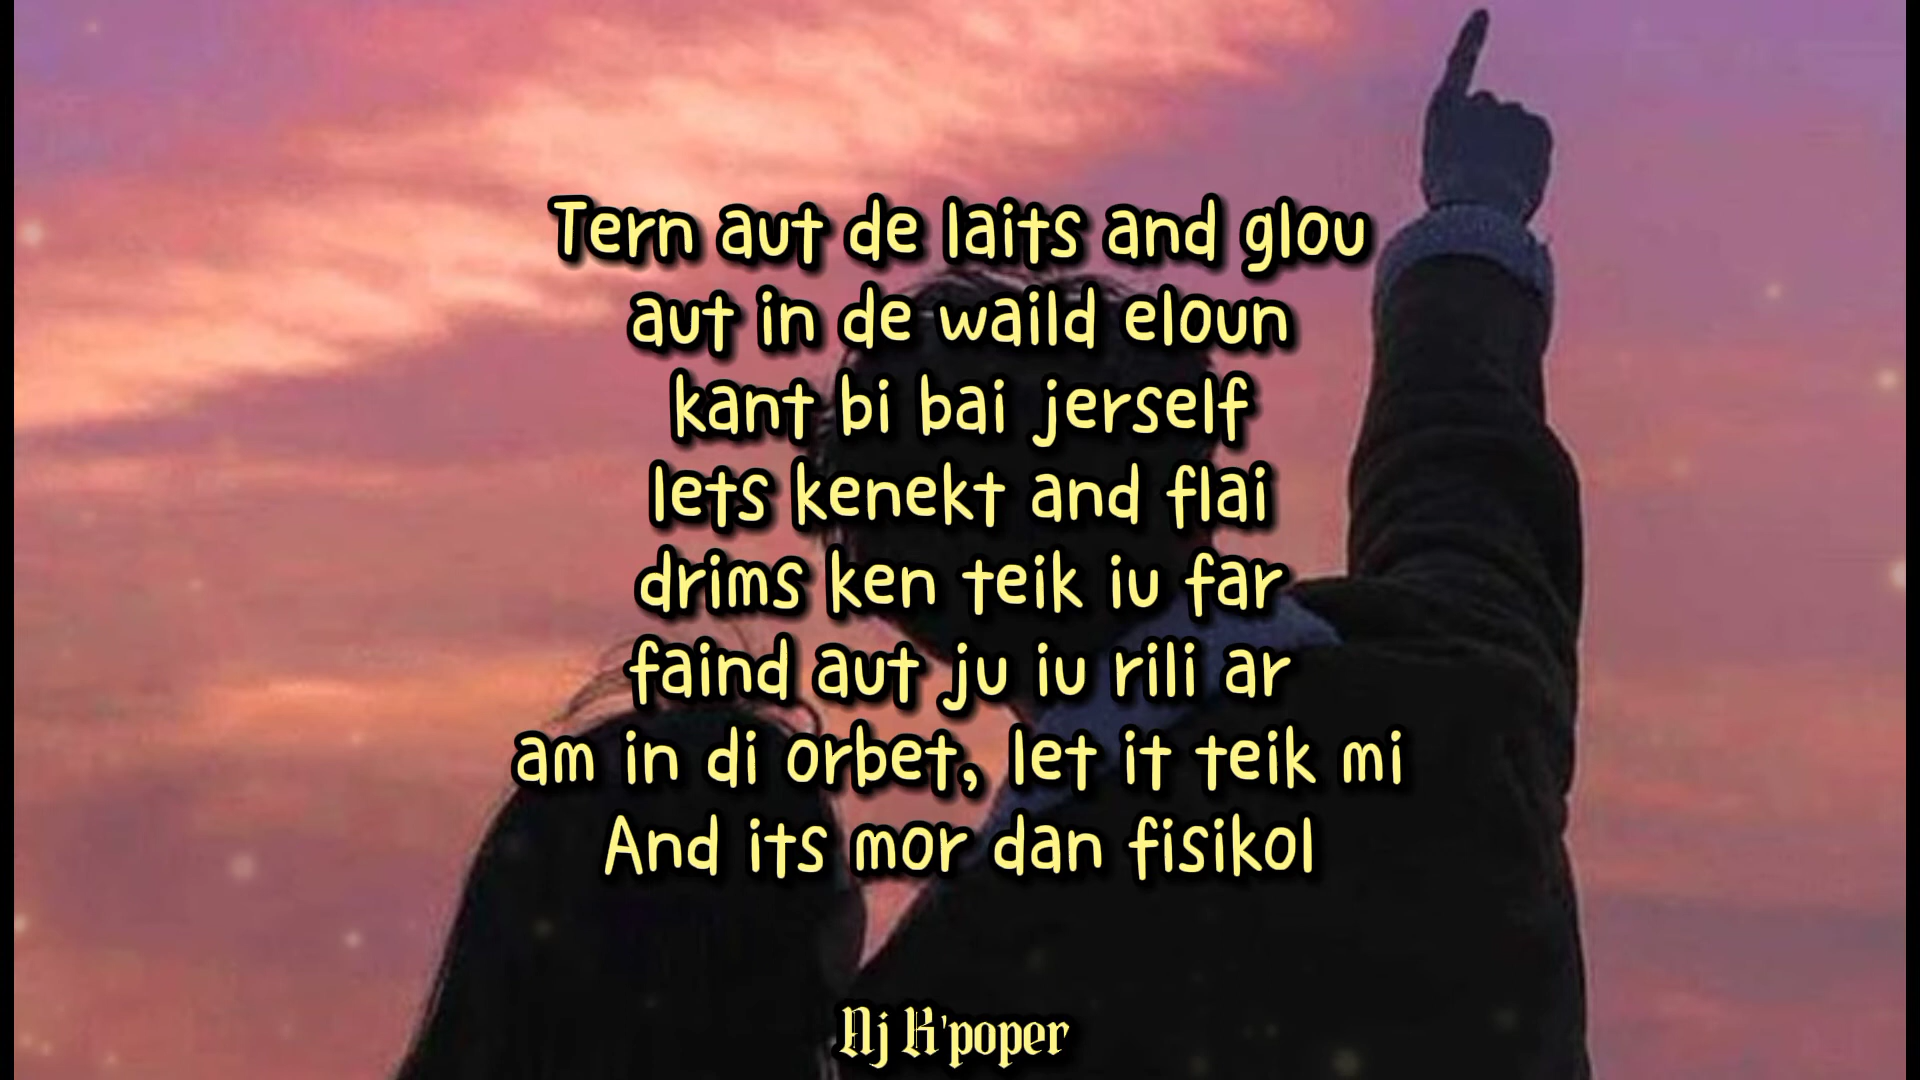 Tern aut de laits and glou
aut in de waild eloun
kant bi bai jerself
lets kenekt and flai
drims ken teik iu far
faind aut ju iu rili ar
am in di orbet, let it teik mi
And its mor dan fisikol
Aj K'poper